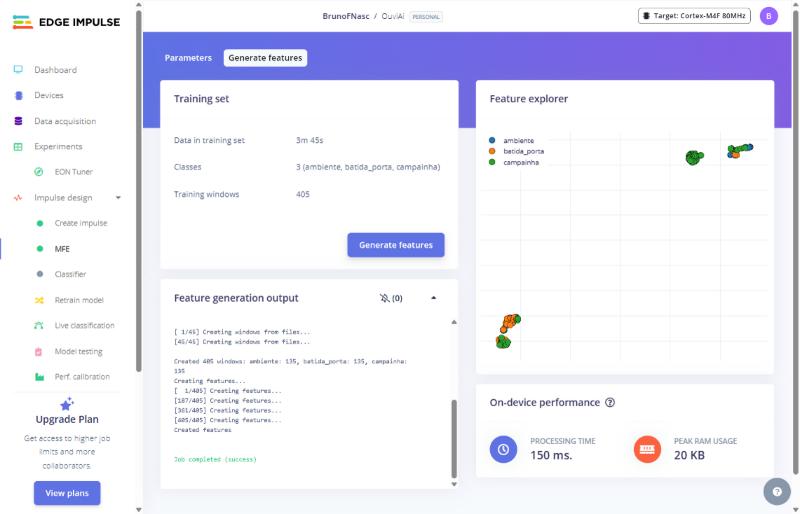 EDGE IMPULSE
BrunoFNasc / OuviAI PERSONAL
Target: Cortex-M4F 80MHz
B
Dashboard
Devices
Data acquisition
Experiments
EON Tuner
Impulse design
Create impulse
MFE
Classifier
Retrain model
Live classification
Model testing
Perf. calibration
Upgrade Plan
Get access to higher job
limits and more
collaborators.
View plans
Parameters
Generate features
Training set
Data in training set 3m 45s
Classes 3 (ambiente, batida_porta, campainha)
Training windows 405
Generate features
Feature generation output
(0)
[ 1/45] Creating windows from files...
[45/45] Creating windows from files...
Created 405 windows: ambiente: 135, batida_porta: 135, campainha:
135
Creating features...
[ 1/405] Creating features...
[187/405] Creating features...
[361/405] Creating features...
[405/405] Creating features...
Created features
Job completed (success)
Feature explorer
ambiente
batida_porta
campainha
On-device performance ?
PROCESSING TIME
150 ms.
PEAK RAM USAGE
20 KB
?